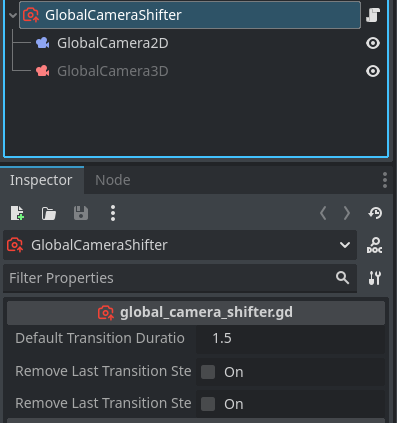 GlobalCameraShifter
GlobalCamera2D
GlobalCamera3D
Inspector
Node
DOC
GlobalCameraShifter
Filter Properties
global_camera_shifter.gd
Default Transition Duratio 1.5
Remove Last Transition Ste On
Remove Last Transition Ste On